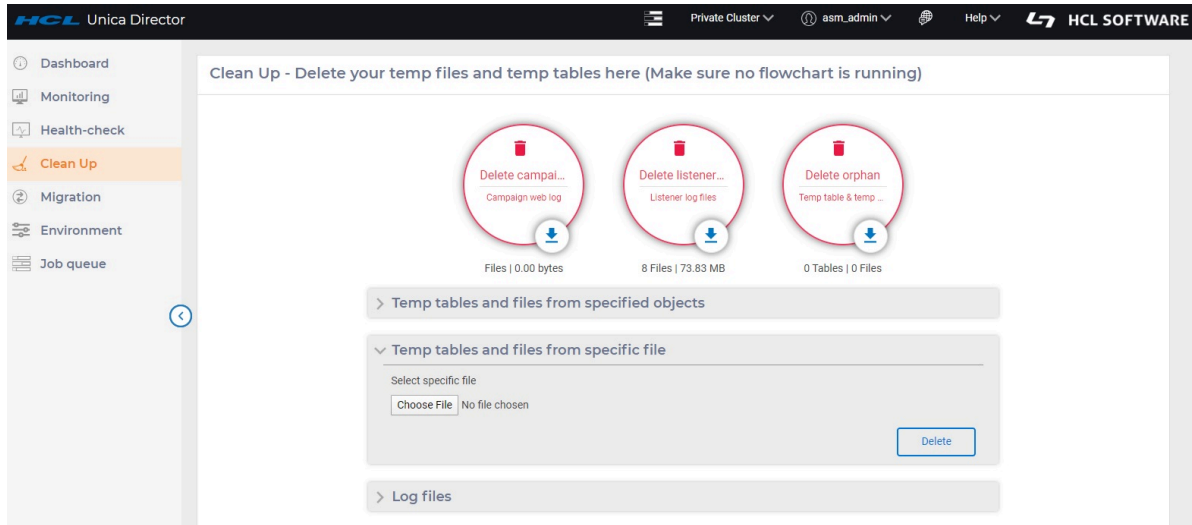 HCL Unica Director
Private Cluster
asm_admin
Help
HCL SOFTWARE
Dashboard
Monitoring
Health-check
Clean Up
Migration
Environment
Job queue
Clean Up - Delete your temp files and temp tables here (Make sure no flowchart is running)
Delete campai...
Campaign web log
Files | 0.00 bytes
Delete listener...
Listener log files
8 Files | 73.83 MB
Delete orphan
Temp table & temp ...
0 Tables | 0 Files
Temp tables and files from specified objects
Temp tables and files from specific file
Select specific file
Choose File No file chosen
Delete
Log files